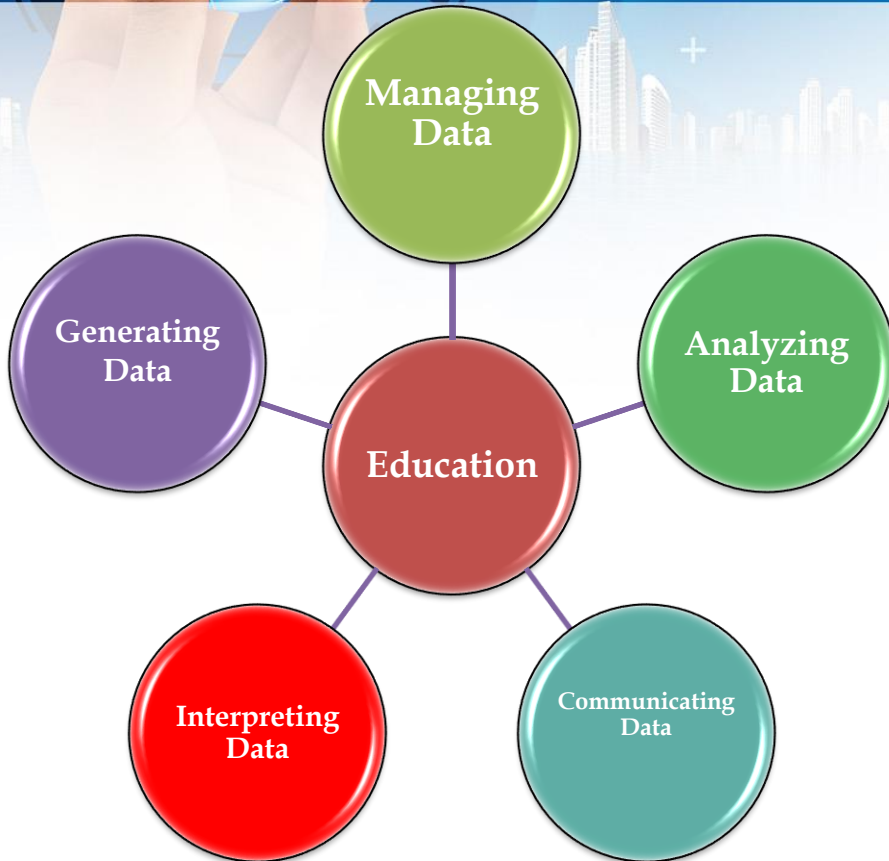 Managing
Data
Generating
Data
Analyzing
Data
Education
Interpreting
Data
Communicating
Data